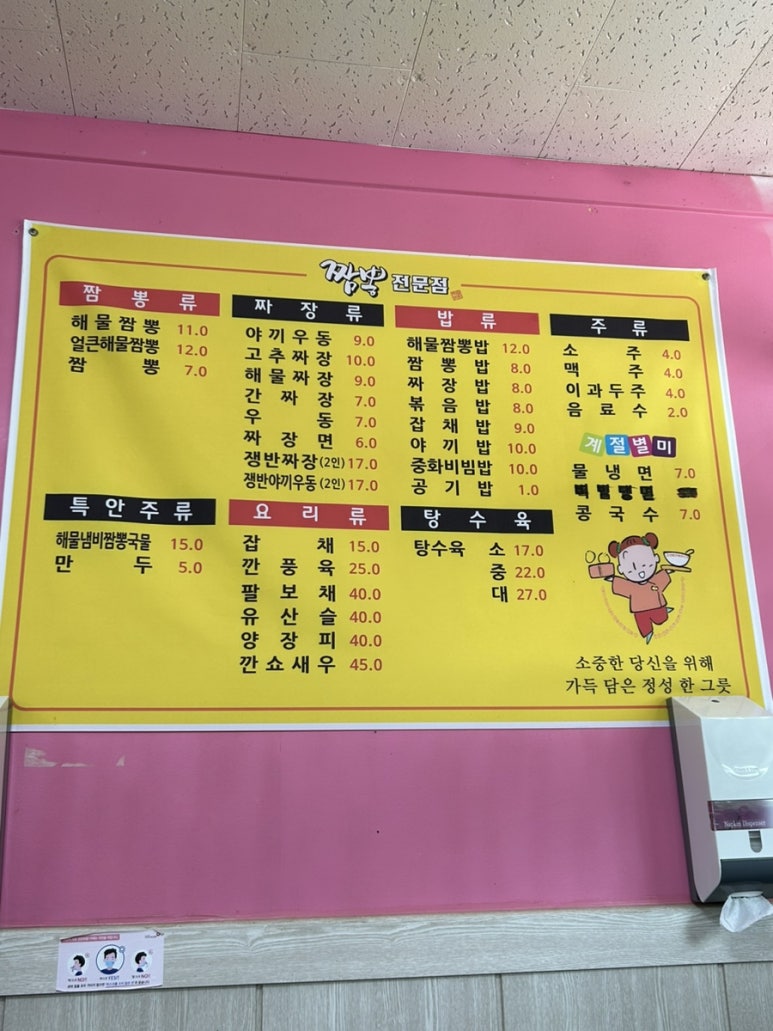 짬뽕 전문점
짬뽕류
해물짬뽕 11.0
얼큰해물짬뽕 12.0
짬뽕 7.0
짜장류
야끼우동 9.0
고추짜장 10.0
해물짜장 9.0
간짜장 7.0
우동 7.0
짜장면 6.0
쟁반짜장(2인) 17.0
쟁반야끼우동(2인) 17.0
밥류
해물짬뽕밥 12.0
짬뽕밥 8.0
짜장밥 8.0
볶음밥 8.0
잡채밥 9.0
야끼밥 10.0
중화비빔밥 10.0
공기밥 1.0
주류
소주 4.0
맥주 4.0
이과두주 4.0
음료수 2.0
계절별미
물냉면 7.0
콩국수 7.0
특안주류
해물냄비짬뽕국물 15.0
만두 5.0
요리류
잡채 15.0
깐풍육 25.0
팔보채 40.0
유산슬 40.0
양장피 40.0
깐쇼새우 45.0
탕수육
탕수육 소 17.0
중 22.0
대 27.0
소중한 당신을 위해
가득 담은 정성 한 그릇
Napkin Dispenser